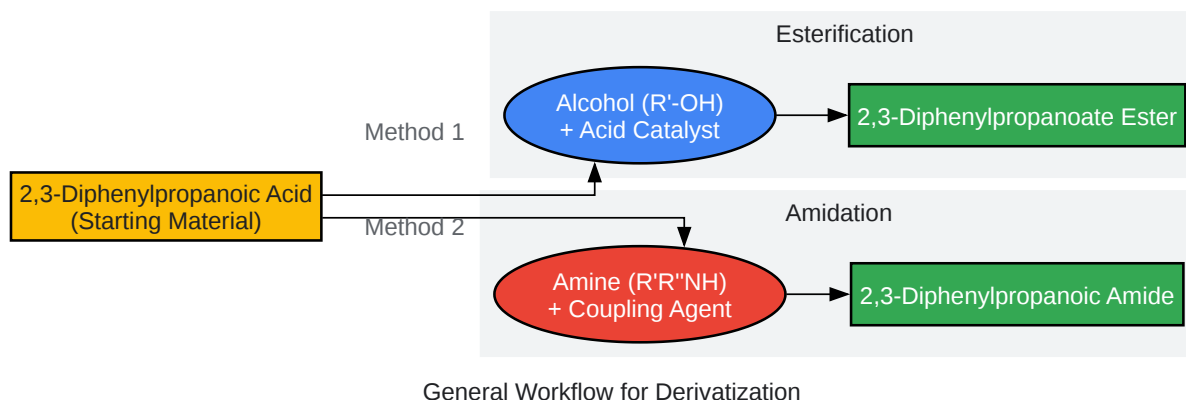 Esterification
Alcohol (R'-OH)
+ Acid Catalyst
2,3-Diphenylpropanoate Ester
Method 1
2,3-Diphenylpropanoic Acid
(Starting Material)
Method 2
Amidation
Amine (R'R"NH)
+ Coupling Agent
2,3-Diphenylpropanoic Amide
General Workflow for Derivatization